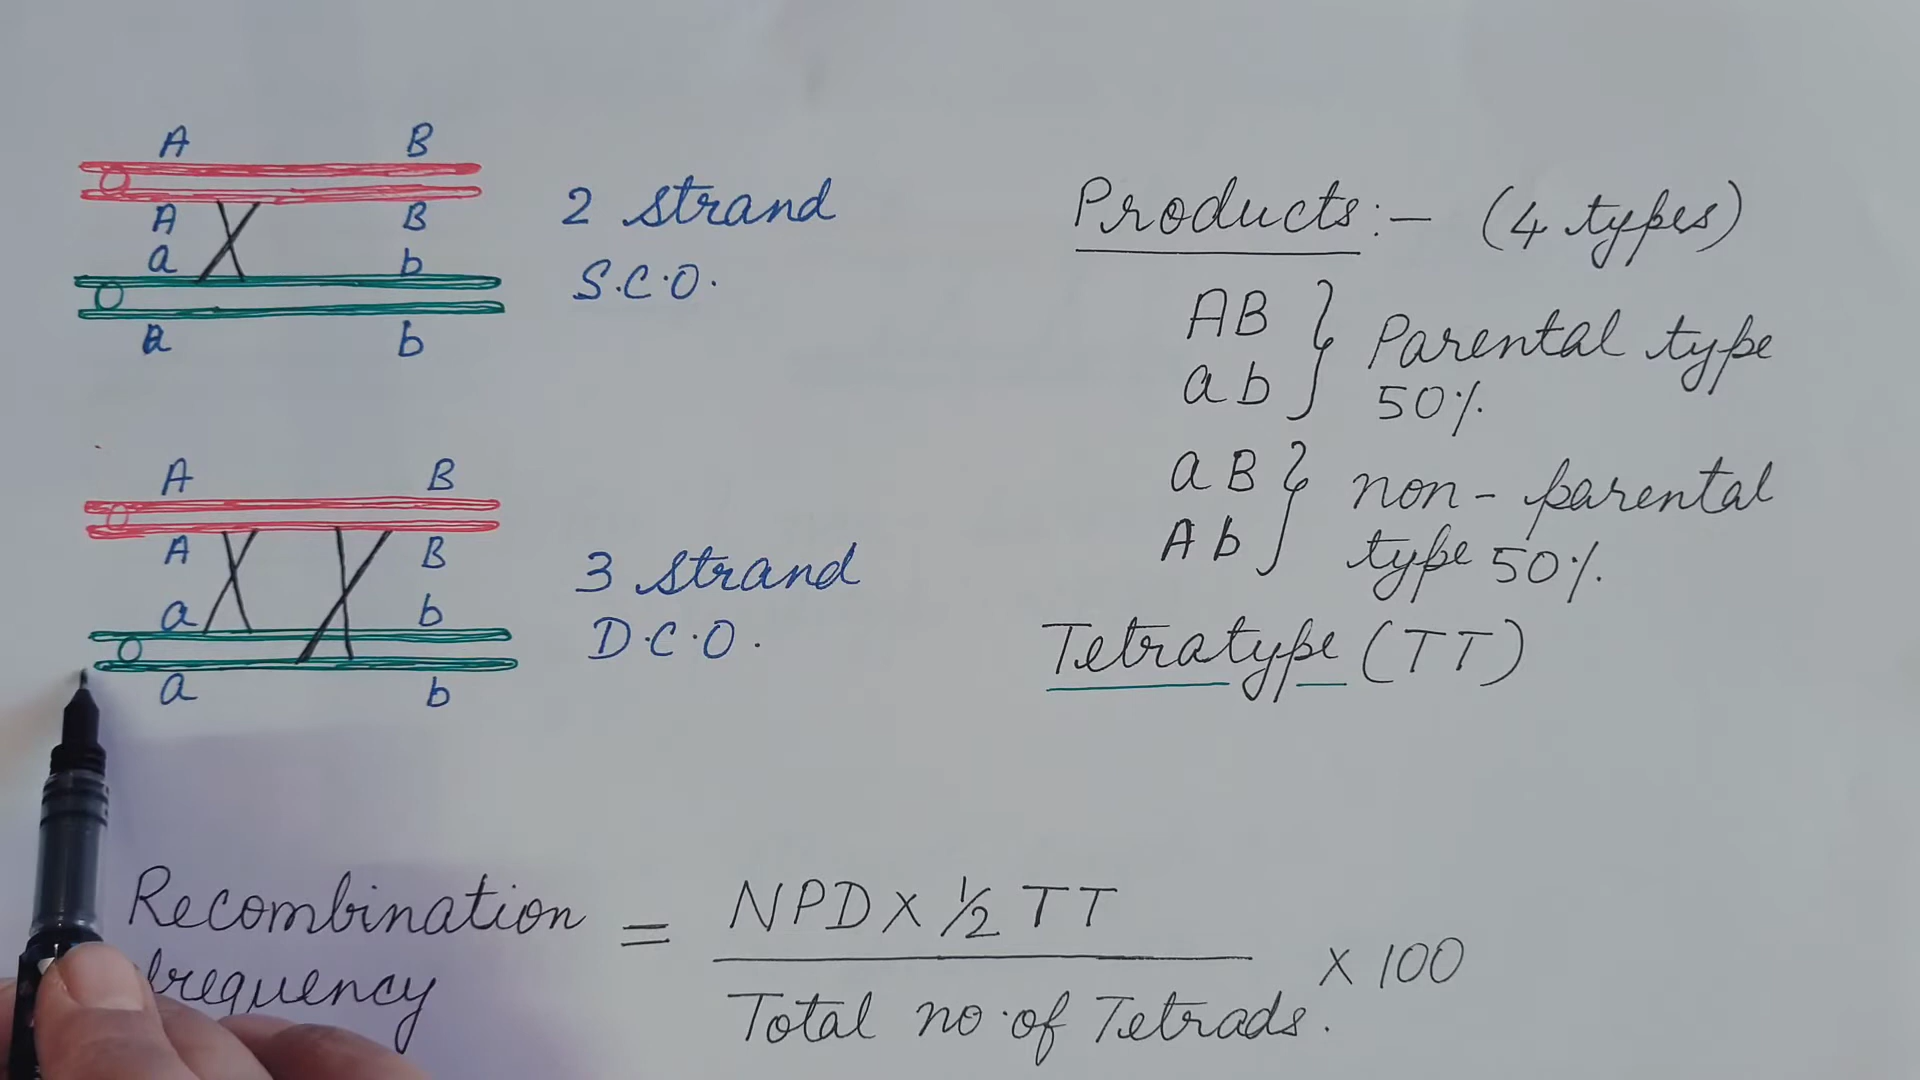 A B
A B
a b
a b
2 strand
S.C.O.
A B
A B
a b
a b
3 strand
D.C.O.
Products:- (4 types)
AB
ab
Parental type
50%
aB
Ab
non-parental
type 50%.
Tetratype (TT)
Recombination
frequency
= NPD X ½ TT
Total no. of Tetrads.
X 100